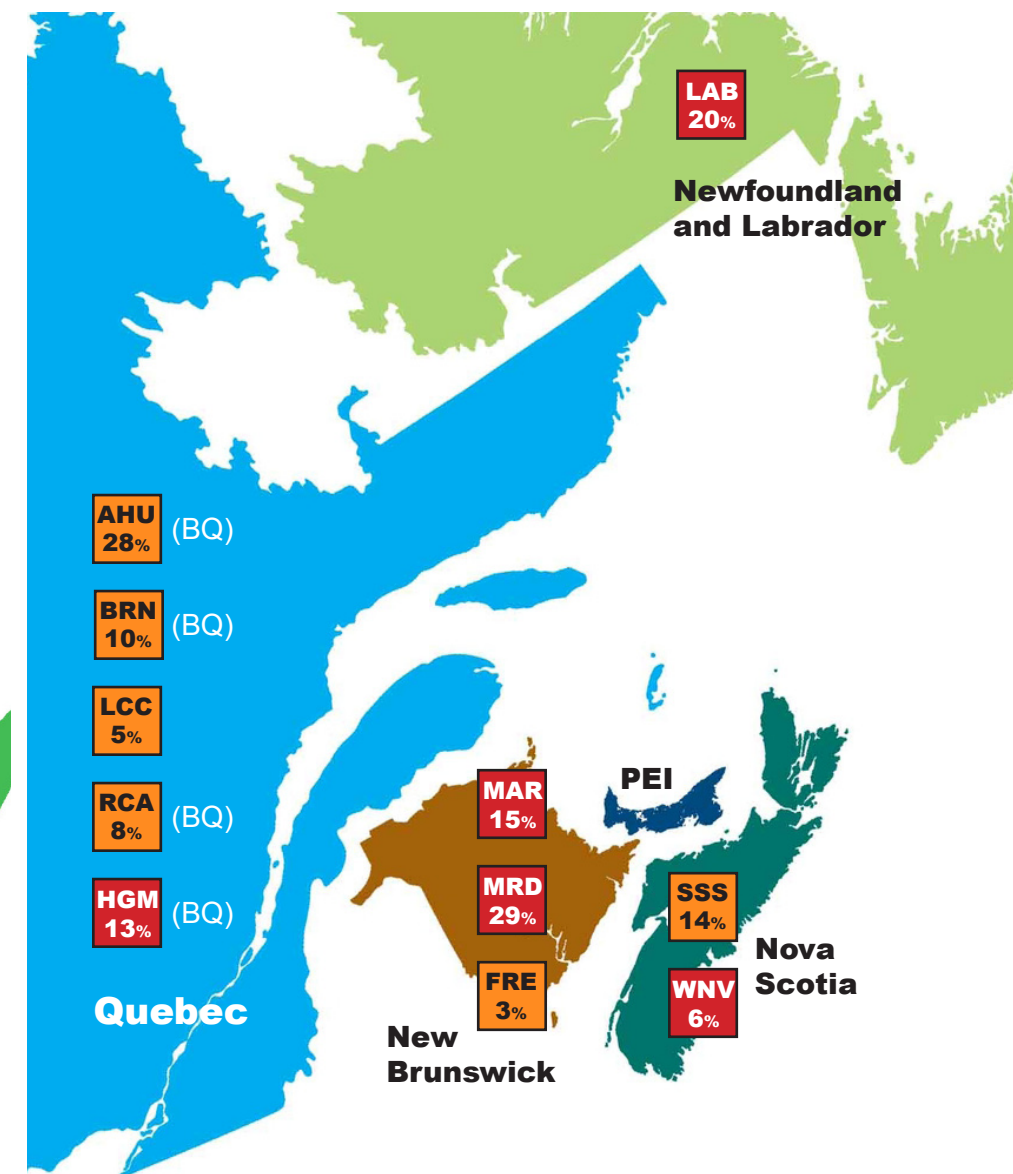 LAB
20%
Newfoundland
and Labrador
AHU
28%
(BQ)
BRN
10%
(BQ)
LCC
5%
RCA
8%
(BQ)
HGM
13%
(BQ)
Quebec
MAR
15%
MRD
29%
FRE
3%
New
Brunswick
PEI
SSS
14%
WNV
6%
Nova
Scotia